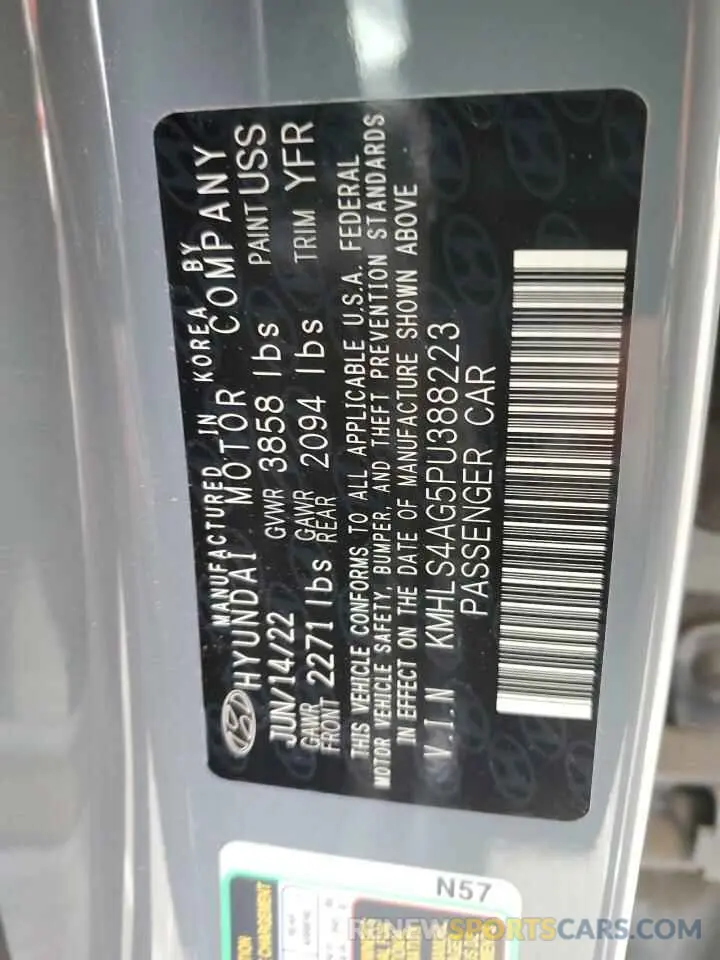 MANUFACTURED IN KOREA BY
HYUNDAI MOTOR COMPANY
JUN/14/22 GVWR 3858 lbs PAINT USS
GAWR FRONT 2271 lbs GAWR REAR 2094 lbs TRIM YFR
THIS VEHICLE CONFORMS TO ALL APPLICABLE U.S.A. FEDERAL
MOTOR VEHICLE SAFETY, BUMPER, AND THEFT PREVENTION STANDARDS
IN EFFECT ON THE DATE OF MANUFACTURE SHOWN ABOVE
V.I.N KMHLS4AG5PU388223
PASSENGER CAR
N57
RENEWSPORTSCARS.COM